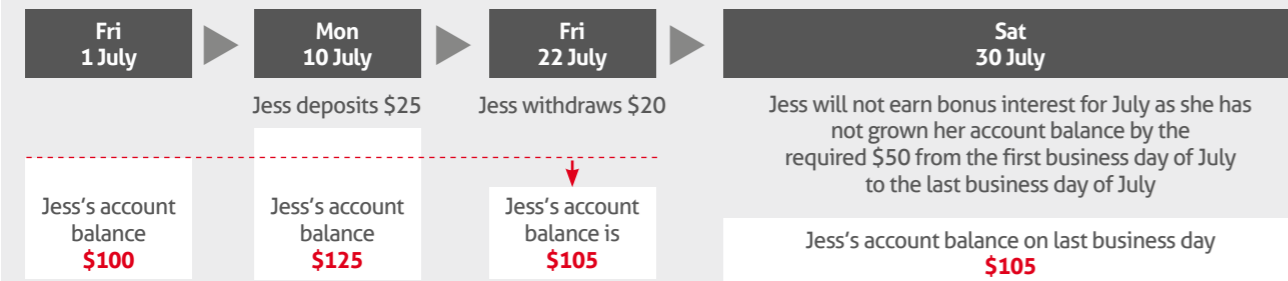 Fri
1 July
Mon
10 July
Fri
22 July
Sat
30 July
Jess deposits $25
Jess withdraws $20
Jess will not earn bonus interest for July as she has
not grown her account balance by the
required $50 from the first business day of July
to the last business day of July
Jess's account
balance
$100
Jess's account
balance
$125
Jess's account
balance is
$105
Jess's account balance on last business day
$105